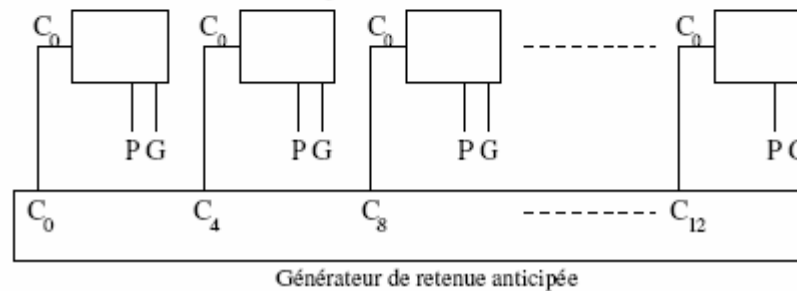 C0 C0 C0 C0
P G P G P G P
C0 C4 C8 C12
Générateur de retenue anticipée